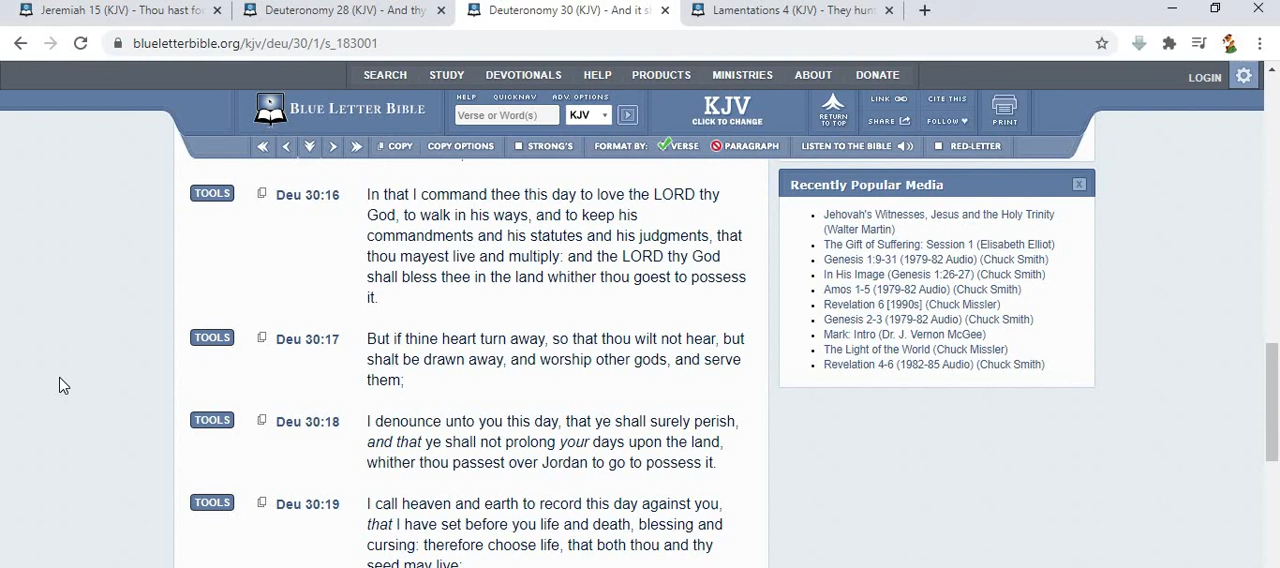 Jeremiah 15 (KJV) - Thou hast fo
Deuteronomy 28 (KJV) - And thy
Deuteronomy 30 (KJV) - And it s
Lamentations 4 (KJV) - They hun
blueletterbible.org/kjv/deu/30/1/s_183001
SEARCH STUDY DEVOTIONALS HELP PRODUCTS MINISTRIES ABOUT DONATE
LOGIN
BLUE LETTER BIBLE
HELP QUICKNAV ADV. OPTIONS
Verse or Word(s) KJV
KJV
CLICK TO CHANGE
RETURN
TO TOP
LINK CITE THIS
SHARE FOLLOW
PRINT
COPY COPY OPTIONS STRONG'S FORMAT BY: VERSE PARAGRAPH LISTEN TO THE BIBLE RED-LETTER
TOOLS Deu 30:16 In that I command thee this day to love the LORD thy
God, to walk in his ways, and to keep his
commandments and his statutes and his judgments, that
thou mayest live and multiply: and the LORD thy God
shall bless thee in the land whither thou goest to possess
it.
TOOLS Deu 30:17 But if thine heart turn away, so that thou wilt not hear, but
shalt be drawn away, and worship other gods, and serve
them;
TOOLS Deu 30:18 I denounce unto you this day, that ye shall surely perish,
and that ye shall not prolong your days upon the land,
whither thou passest over Jordan to go to possess it.
TOOLS Deu 30:19 I call heaven and earth to record this day against you,
that I have set before you life and death, blessing and
cursing: therefore choose life, that both thou and thy
seed may live:
Recently Popular Media
Jehovah's Witnesses, Jesus and the Holy Trinity
(Walter Martin)
The Gift of Suffering: Session 1 (Elisabeth Elliot)
Genesis 1:9-31 (1979-82 Audio) (Chuck Smith)
In His Image (Genesis 1:26-27) (Chuck Smith)
Amos 1-5 (1979-82 Audio) (Chuck Smith)
Revelation 6 [1990s] (Chuck Missler)
Genesis 2-3 (1979-82 Audio) (Chuck Smith)
Mark: Intro (Dr. J. Vernon McGee)
The Light of the World (Chuck Missler)
Revelation 4-6 (1982-85 Audio) (Chuck Smith)